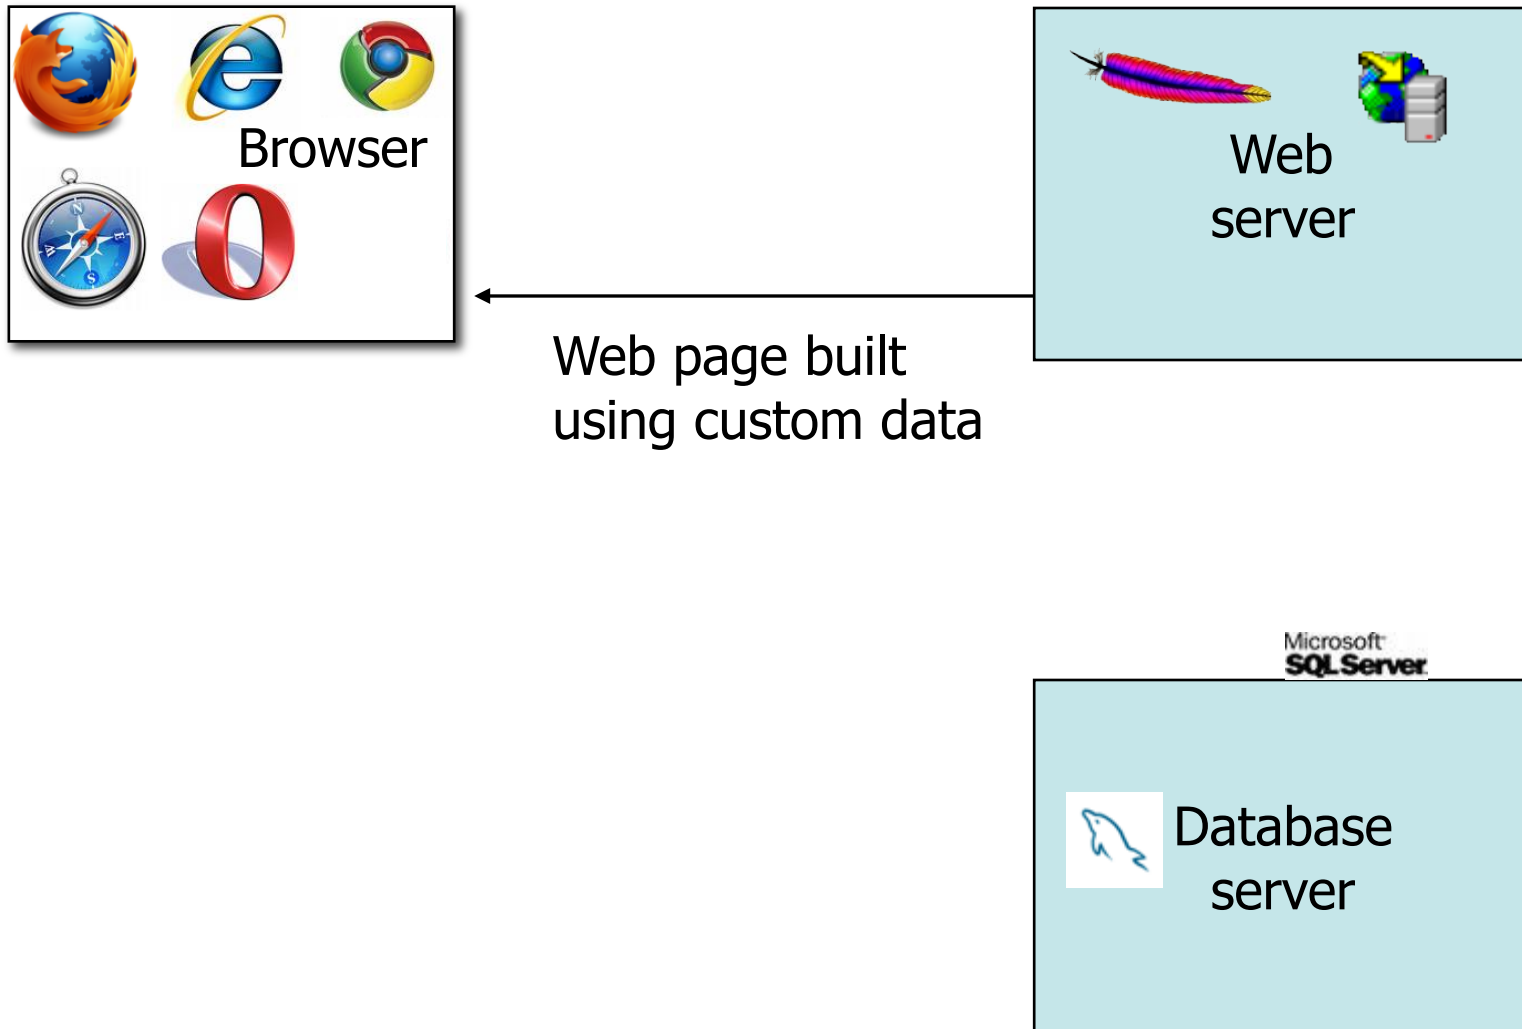 Browser
Web
server
Web page built
using custom data
Microsoft
SQL Server
Database
server